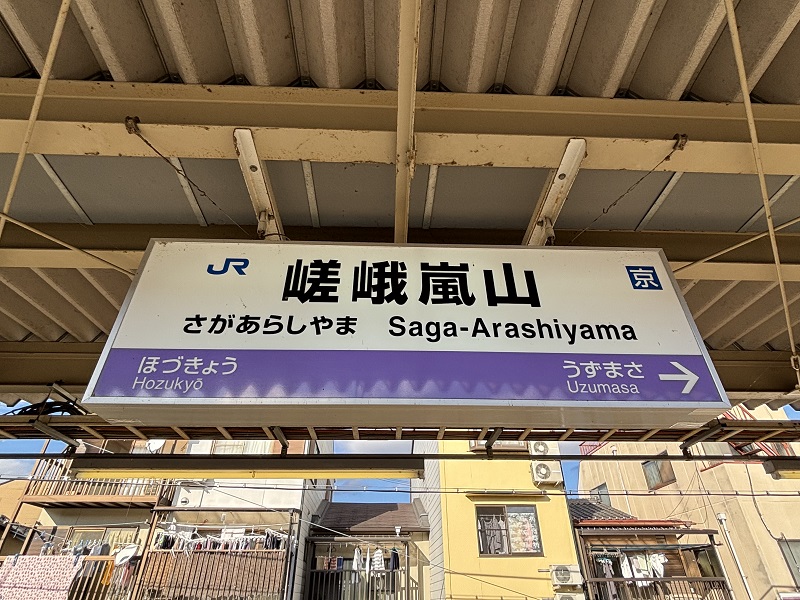 JR 嵯峨嵐山 京
さがあらしやま Saga-Arashiyama
ほづきょう うずまさ →
Hozukyō Uzumasa